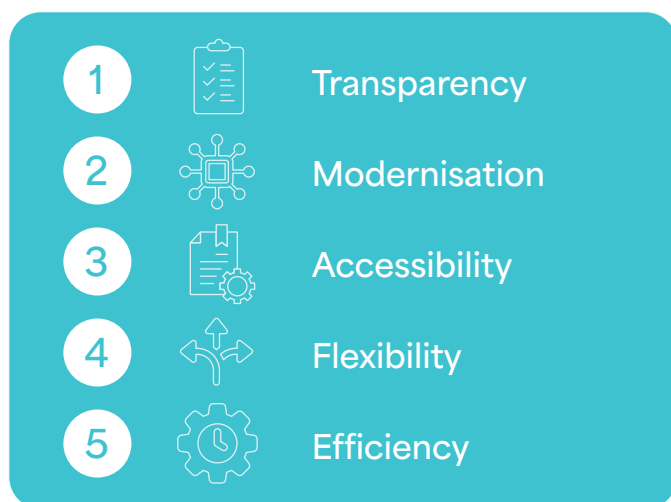 1 Transparency
2 Modernisation
3 Accessibility
4 Flexibility
5 Efficiency